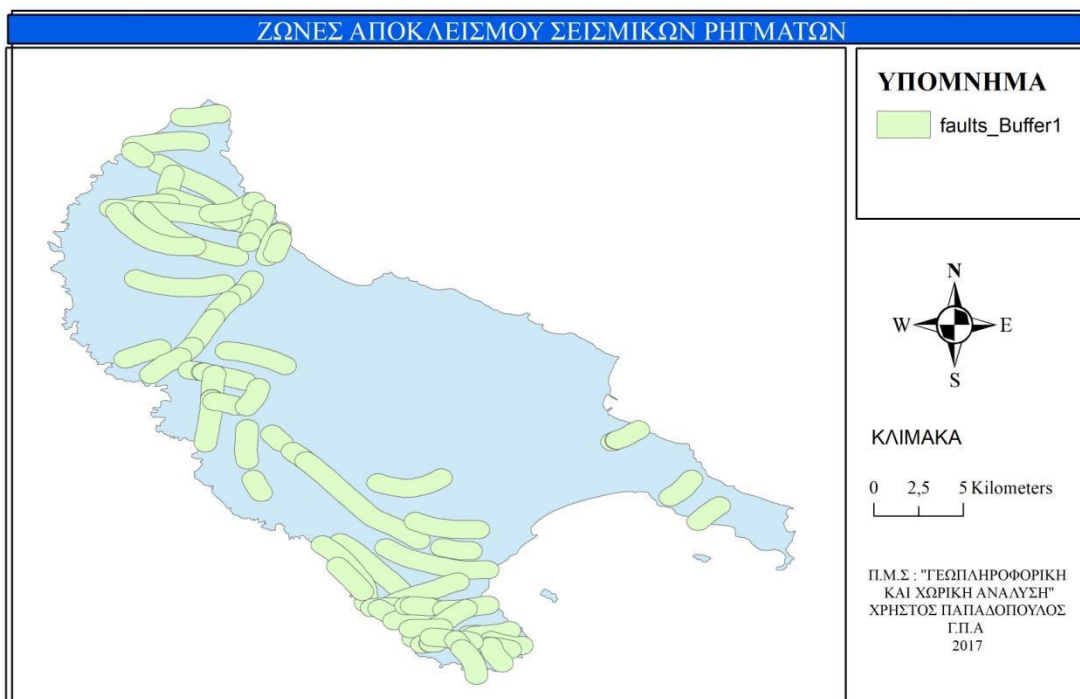 ΖΩΝΕΣ ΑΠΟΚΛΕΙΣΜΟΥ ΣΕΙΣΜΙΚΩΝ ΡΗΓΜΑΤΩΝ
ΥΠΟΜΝΗΜΑ
faults_Buffer1
N
W E
S
ΚΛΙΜΑΚΑ
0 2,5 5 Kilometers
Π.Μ.Σ : "ΓΕΩΠΛΗΡΟΦΟΡΙΚΗ
ΚΑΙ ΧΩΡΙΚΗ ΑΝΑΛΥΣΗ"
ΧΡΗΣΤΟΣ ΠΑΠΑΔΟΠΟΥΛΟΣ
Γ.Π.Α
2017